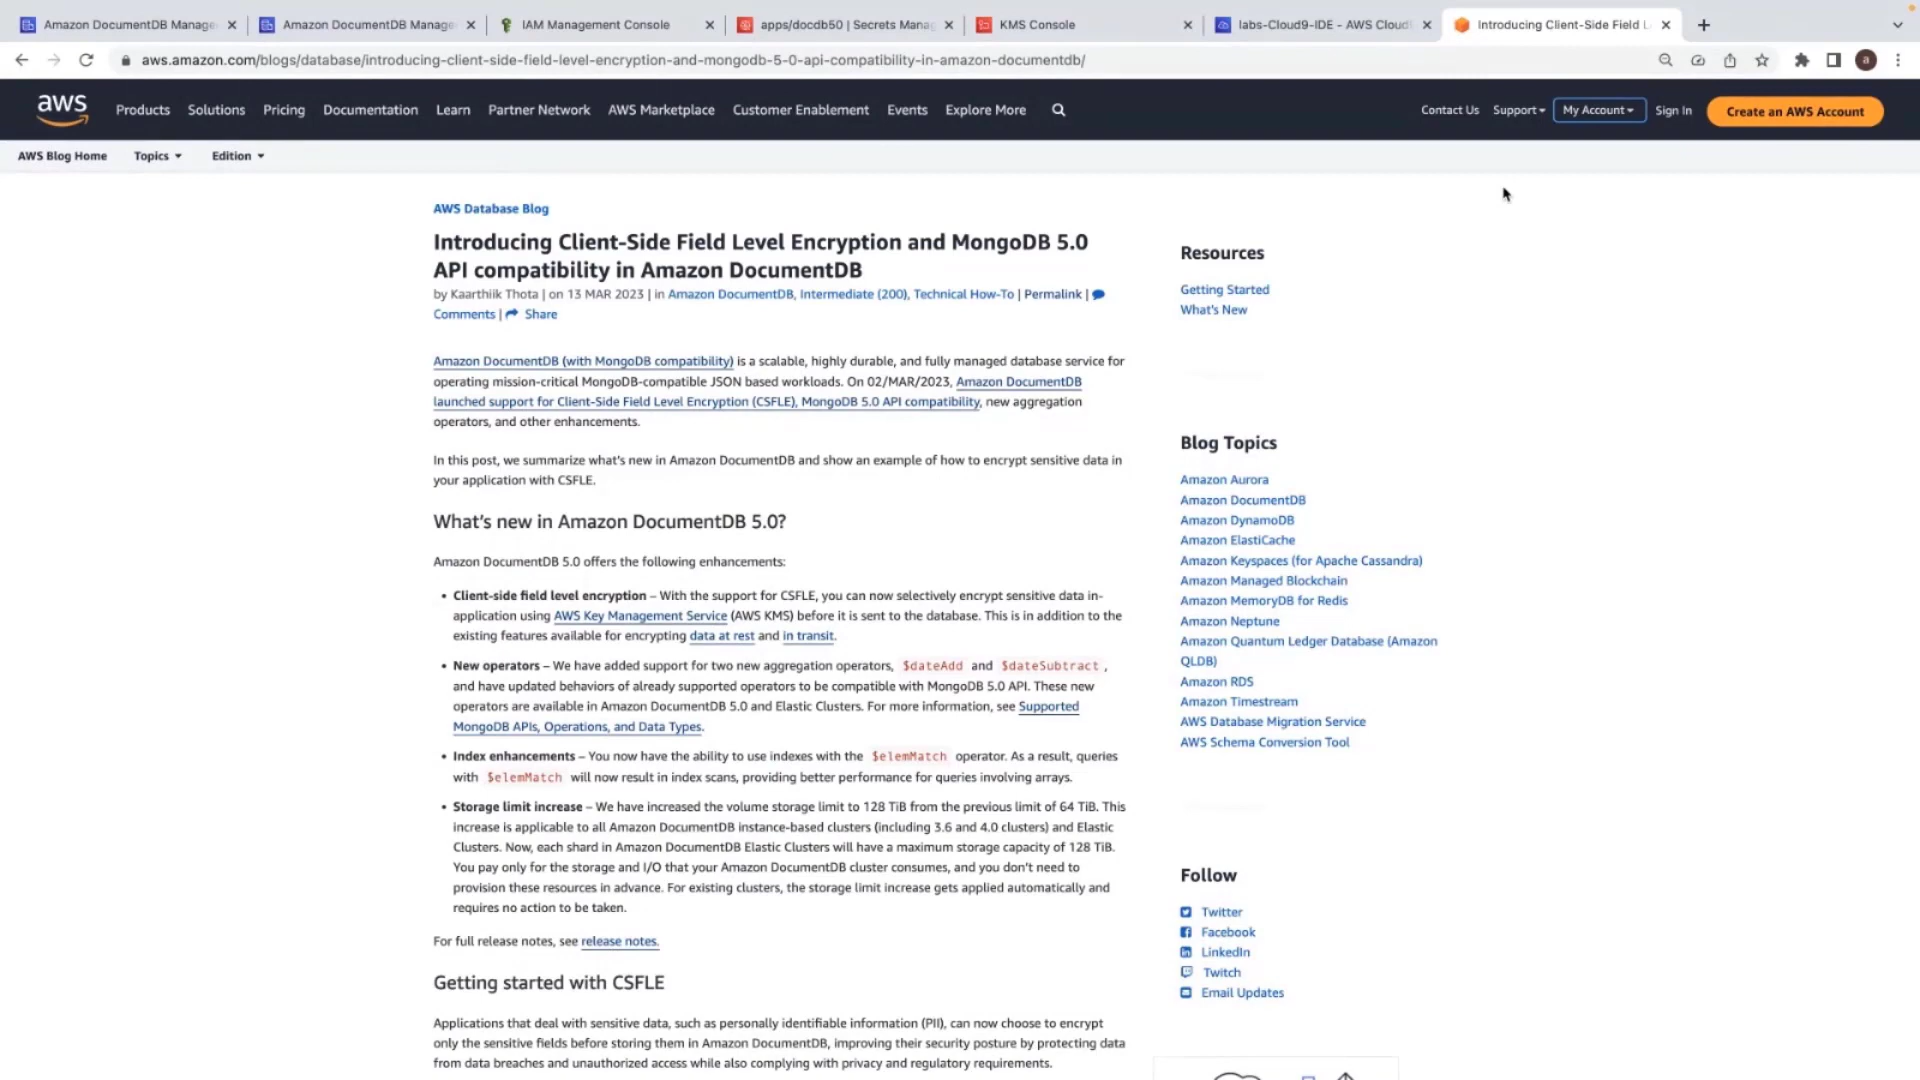 Amazon DocumentDB Manage
Amazon DocumentDB Manage
IAM Management Console
apps/docdb50 | Secrets Manag
KMS Console
labs-Cloud9-IDE - AWS Cloud
Introducing Client-Side Field L
aws.amazon.com/blogs/database/introducing-client-side-field-level-encryption-and-mongodb-5-0-api-compatibility-in-amazon-documentdb/
a
aws
Products
Solutions
Pricing
Documentation
Learn
Partner Network
AWS Marketplace
Customer Enablement
Events
Explore More
Contact Us
Support
My Account
Sign In
Create an AWS Account
AWS Blog Home
Topics
Edition
AWS Database Blog
Introducing Client-Side Field Level Encryption and MongoDB 5.0
API compatibility in Amazon DocumentDB
by Kaarthiik Thota | on 13 MAR 2023 | in Amazon DocumentDB, Intermediate (200), Technical How-To | Permalink |
Comments | Share
Amazon DocumentDB (with MongoDB compatibility) is a scalable, highly durable, and fully managed database service for
operating mission-critical MongoDB-compatible JSON based workloads. On 02/MAR/2023, Amazon DocumentDB
launched support for Client-Side Field Level Encryption (CSFLE), MongoDB 5.0 API compatibility, new aggregation
operators, and other enhancements.
In this post, we summarize what's new in Amazon DocumentDB and show an example of how to encrypt sensitive data in
your application with CSFLE.
What's new in Amazon DocumentDB 5.0?
Amazon DocumentDB 5.0 offers the following enhancements:
• Client-side field level encryption – With the support for CSFLE, you can now selectively encrypt sensitive data in-
application using AWS Key Management Service (AWS KMS) before it is sent to the database. This is in addition to the
existing features available for encrypting data at rest and in transit.
• New operators – We have added support for two new aggregation operators, $dateAdd and $dateSubtract ,
and have updated behaviors of already supported operators to be compatible with MongoDB 5.0 API. These new
operators are available in Amazon DocumentDB 5.0 and Elastic Clusters. For more information, see Supported
MongoDB APIs, Operations, and Data Types.
• Index enhancements – You now have the ability to use indexes with the $elemMatch operator. As a result, queries
with $elemMatch will now result in index scans, providing better performance for queries involving arrays.
• Storage limit increase – We have increased the volume storage limit to 128 TiB from the previous limit of 64 TiB. This
increase is applicable to all Amazon DocumentDB instance-based clusters (including 3.6 and 4.0 clusters) and Elastic
Clusters. Now, each shard in Amazon DocumentDB Elastic Clusters will have a maximum storage capacity of 128 TiB.
You pay only for the storage and I/O that your Amazon DocumentDB cluster consumes, and you don't need to
provision these resources in advance. For existing clusters, the storage limit increase gets applied automatically and
requires no action to be taken.
For full release notes, see release notes.
Getting started with CSFLE
Applications that deal with sensitive data, such as personally identifiable information (PII), can now choose to encrypt
only the sensitive fields before storing them in Amazon DocumentDB, improving their security posture by protecting data
from data breaches and unauthorized access while also complying with privacy and regulatory requirements.
Resources
Getting Started
What's New
Blog Topics
Amazon Aurora
Amazon DocumentDB
Amazon DynamoDB
Amazon ElastiCache
Amazon Keyspaces (for Apache Cassandra)
Amazon Managed Blockchain
Amazon MemoryDB for Redis
Amazon Neptune
Amazon Quantum Ledger Database (Amazon
QLDB)
Amazon RDS
Amazon Timestream
AWS Database Migration Service
AWS Schema Conversion Tool
Follow
Twitter
Facebook
LinkedIn
Twitch
Email Updates